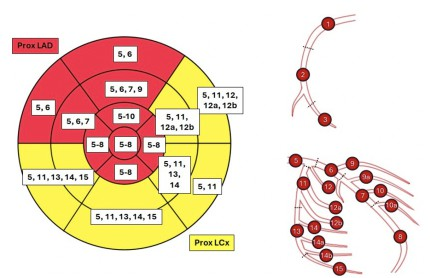 Prox LAD
5, 6
5, 6, 7, 9
5, 11, 12,
12a, 12b
5, 6
5, 6, 7
5-10
5, 11,
12a, 12b
5-8
5-8
5-8
5-8
5, 11,
13,
14
5, 11, 13, 14, 15
5, 11
5, 11, 13, 14, 15
Prox LCx
1
2
3
5
6
9
9a
11
12
7
10
10a
12a
12b
13
14
14a
8
14b
15